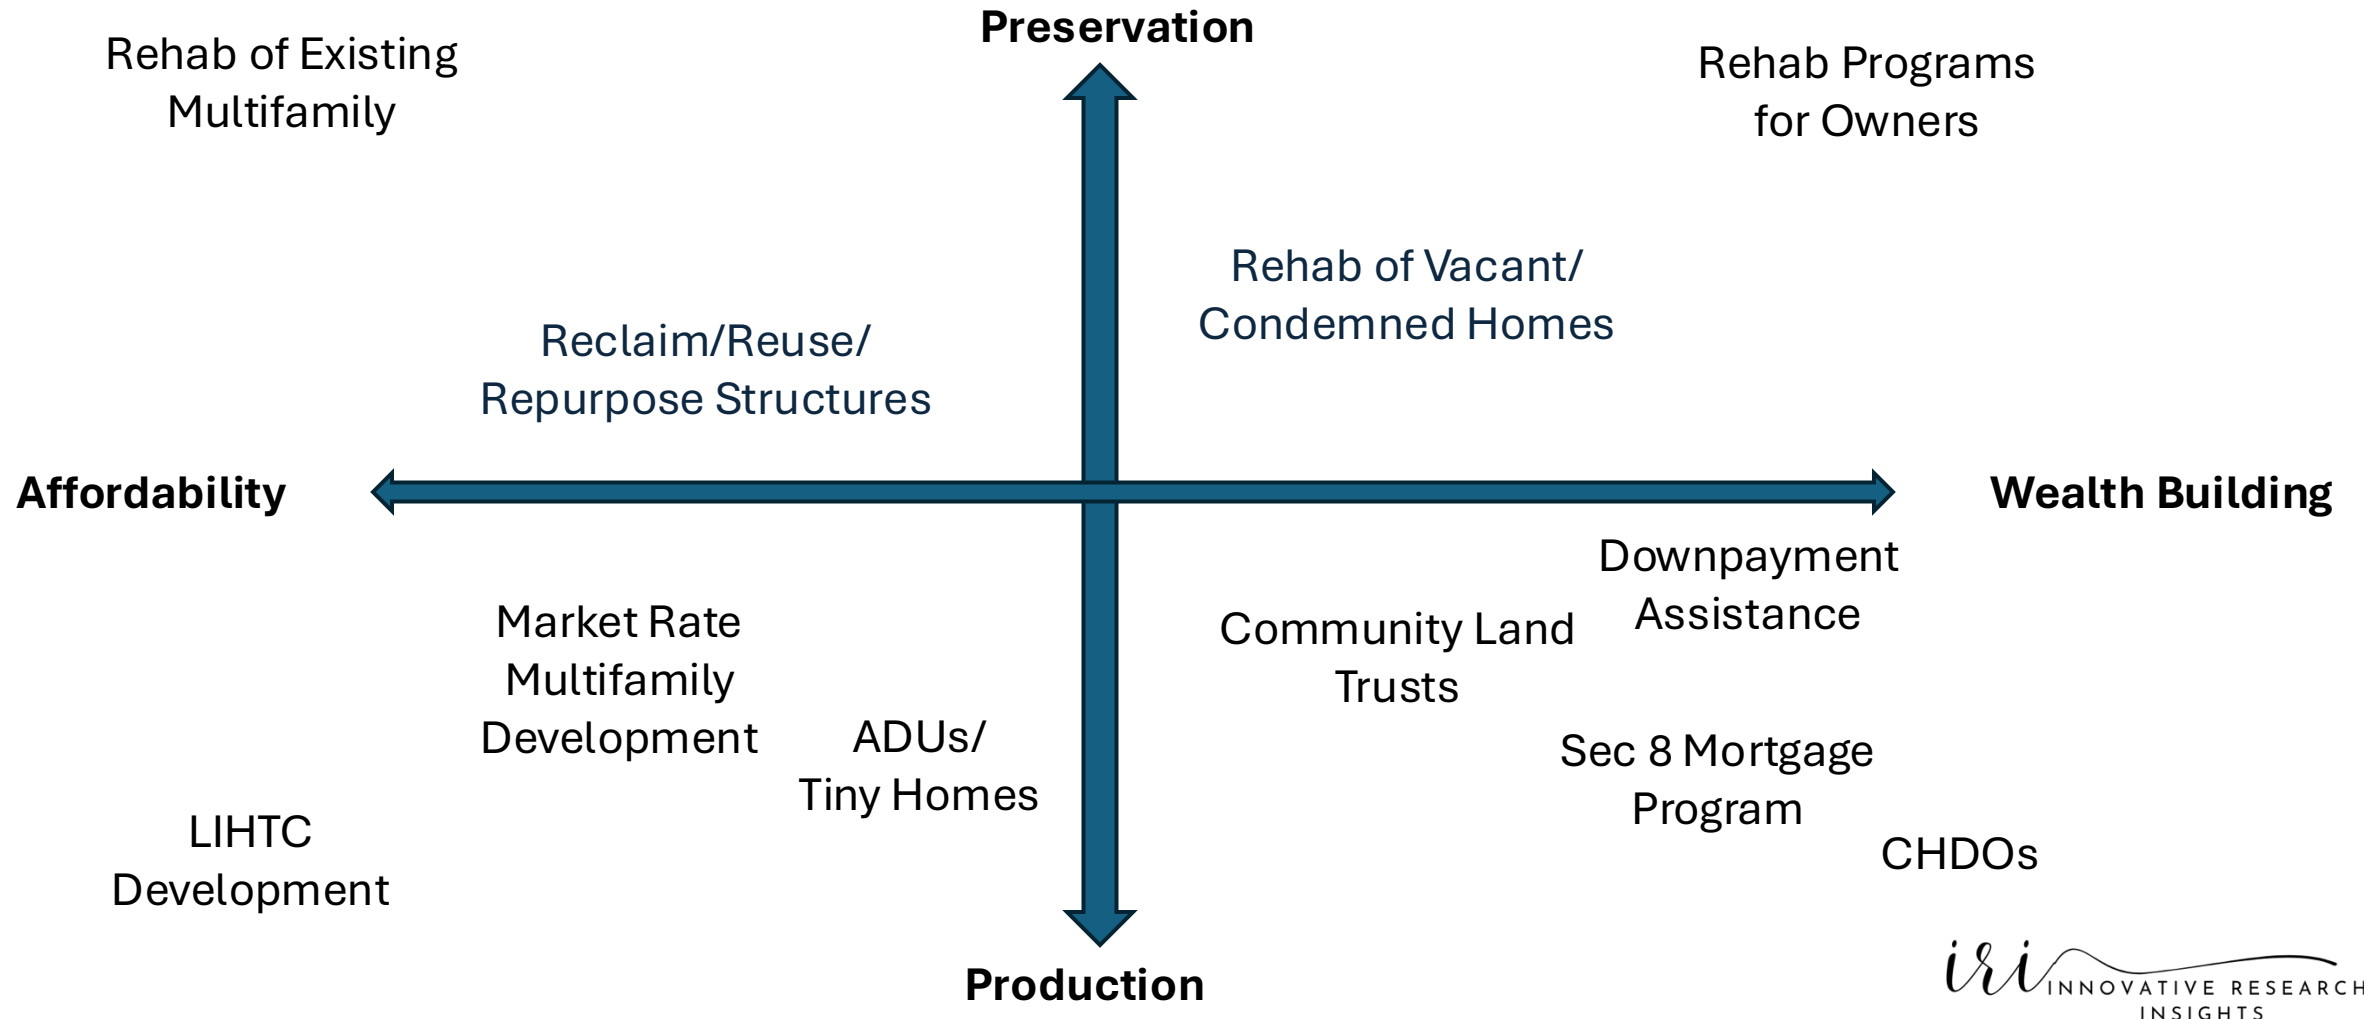 Preservation
Rehab of Existing
Multifamily
Rehab Programs
for Owners
Rehab of Vacant/
Condemned Homes
Reclaim/Reuse/
Repurpose Structures
Affordability
Wealth Building
Downpayment
Assistance
Market Rate
Multifamily
Development
Community Land
Trusts
ADUs/
Tiny Homes
Sec 8 Mortgage
Program
LIHTC
Development
CHDOs
Production
iri
INNOVATIVE RESEARCH
INSIGHTS